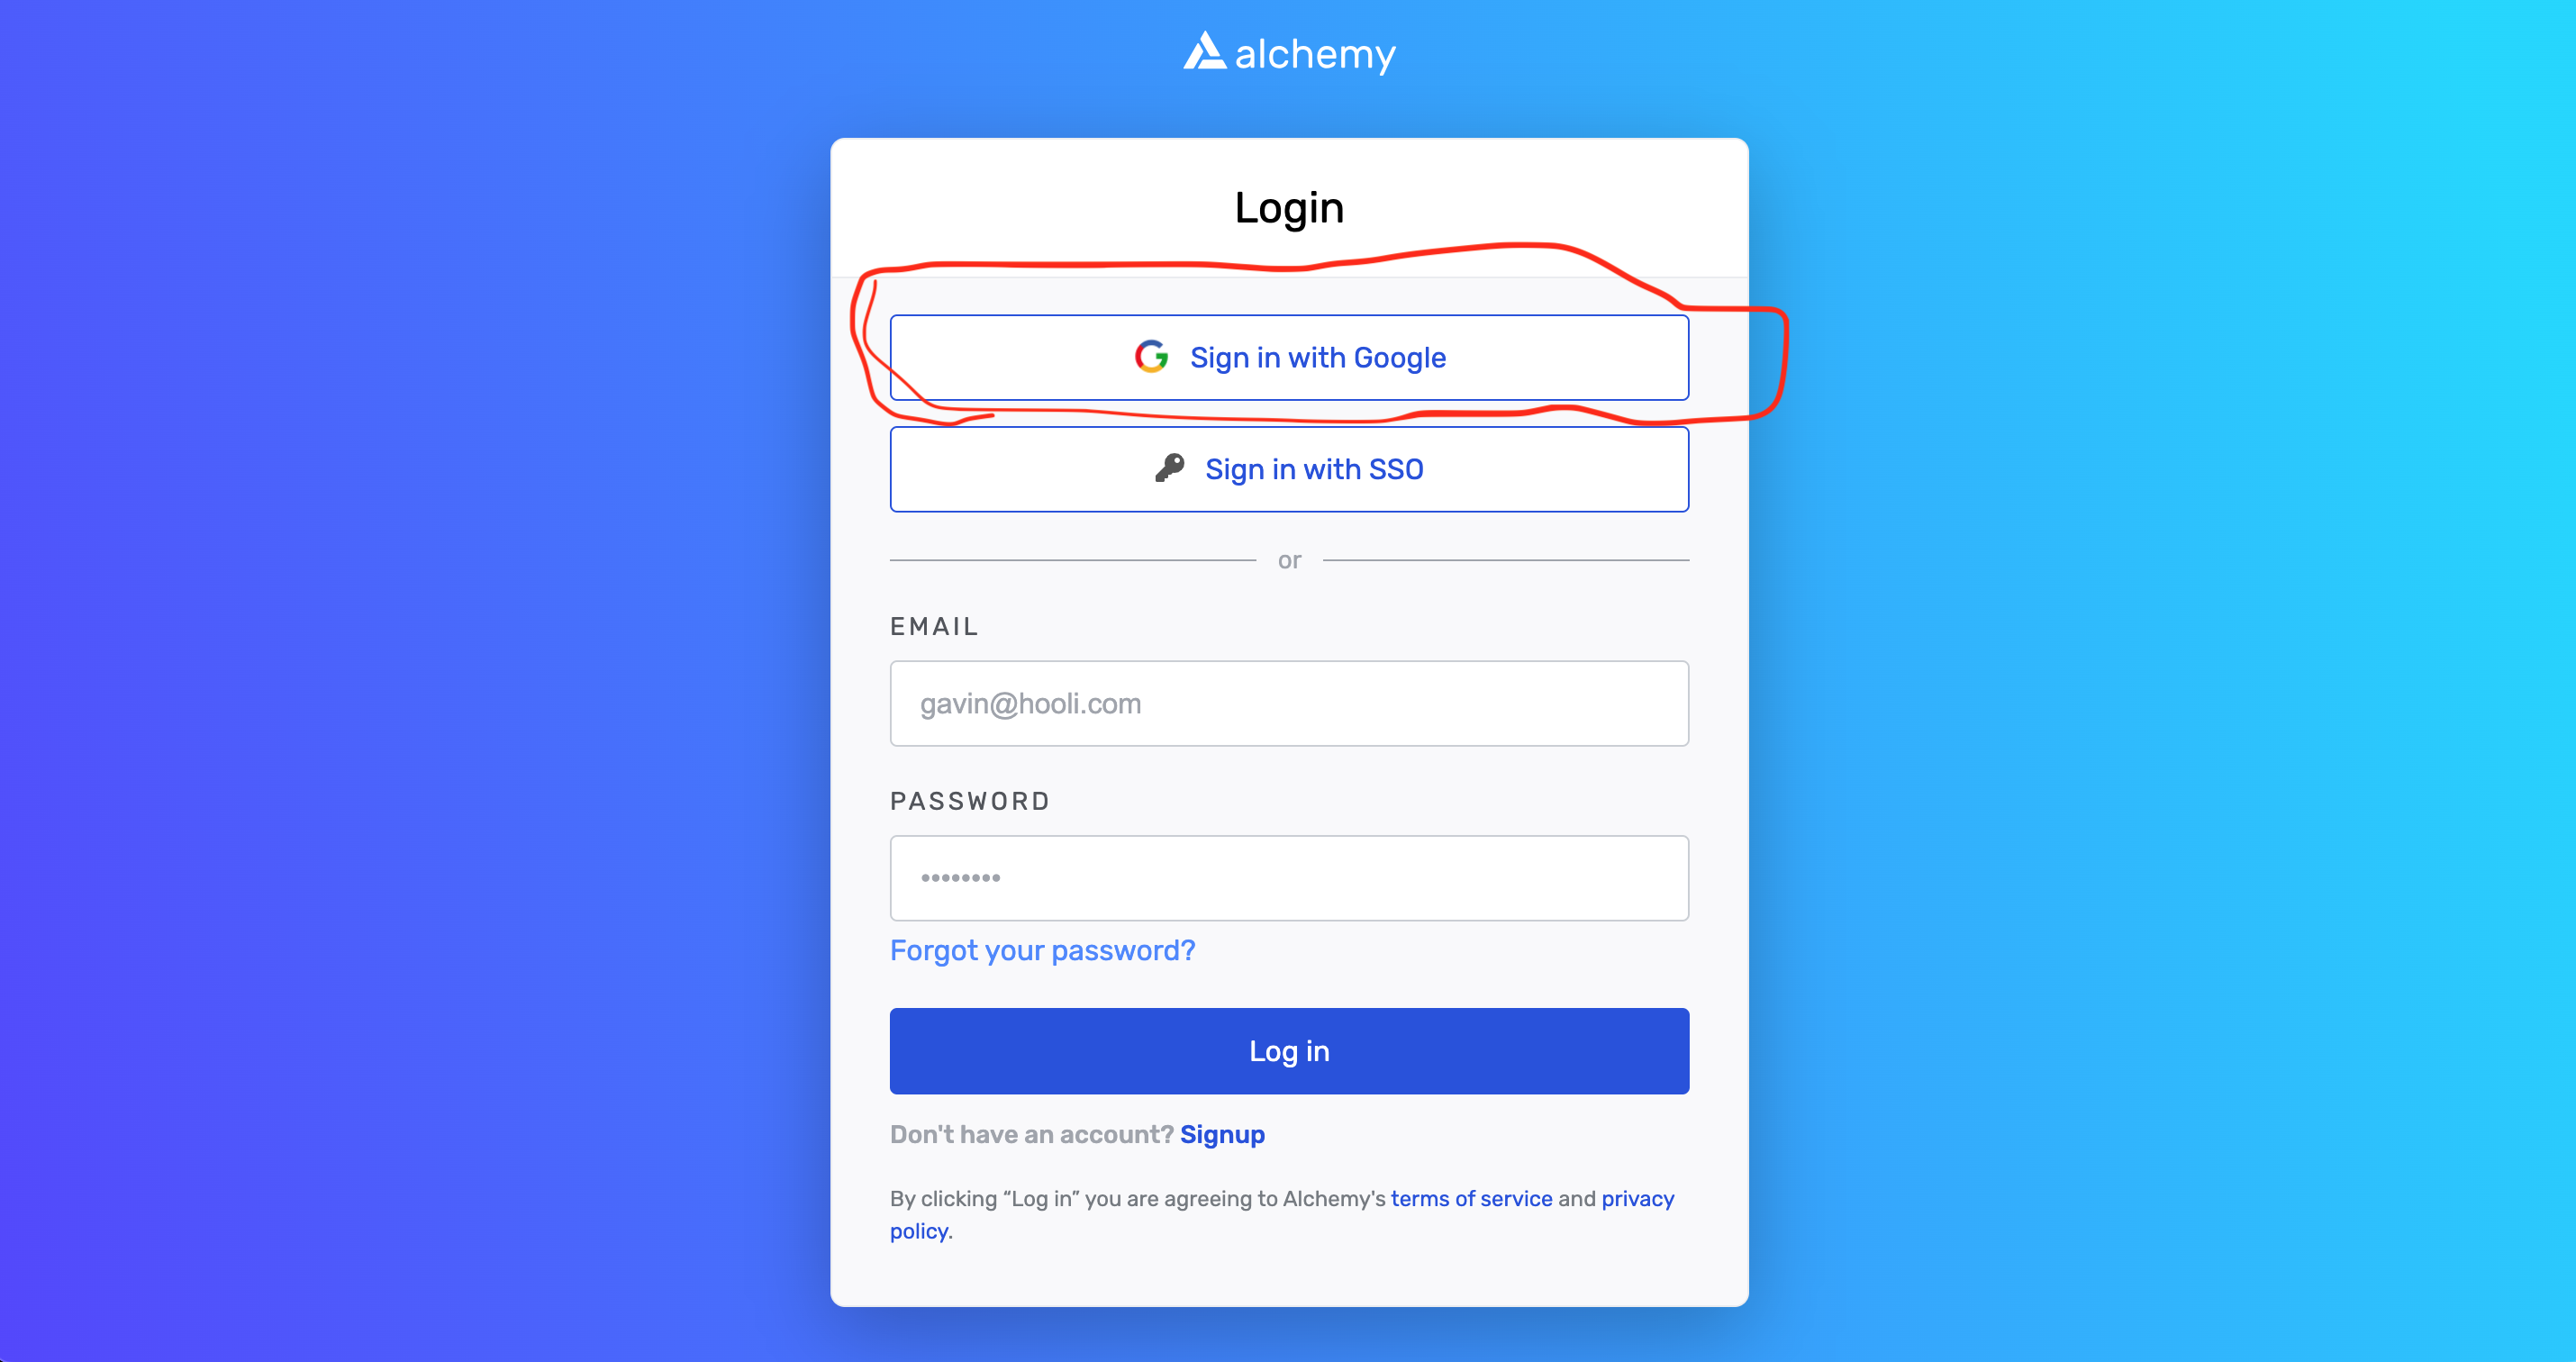 alchemy
Login
Sign in with Google
Sign in with SSO
or
EMAIL
gavin@hooli.com
PASSWORD
••••••••
Forgot your password?
Log in
Don't have an account? Signup
By clicking “Log in” you are agreeing to Alchemy's terms of service and privacy
policy.